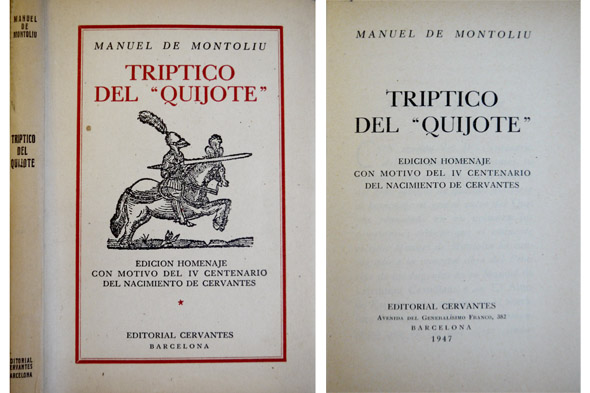 MANUEL
DE
MONTOLIU
TRIPTICO
DEL
QUIJOTE
EDITORIAL
CERVANTES
BARCELONA
MANUEL DE MONTOLIU
TRIPTICO
DEL "QUIJOTE"
EDICION HOMENAJE
CON MOTIVO DEL IV CENTENARIO
DEL NACIMIENTO DE CERVANTES
*
EDITORIAL CERVANTES
BARCELONA
MANUEL DE MONTOLIU
TRIPTICO
DEL "QUIJOTE"
EDICION HOMENAJE
CON MOTIVO DEL IV CENTENARIO
DEL NACIMIENTO DE CERVANTES
EDITORIAL CERVANTES
AVENIDA DEL GENERALÍSIMO FRANCO, 382
BARCELONA
1947